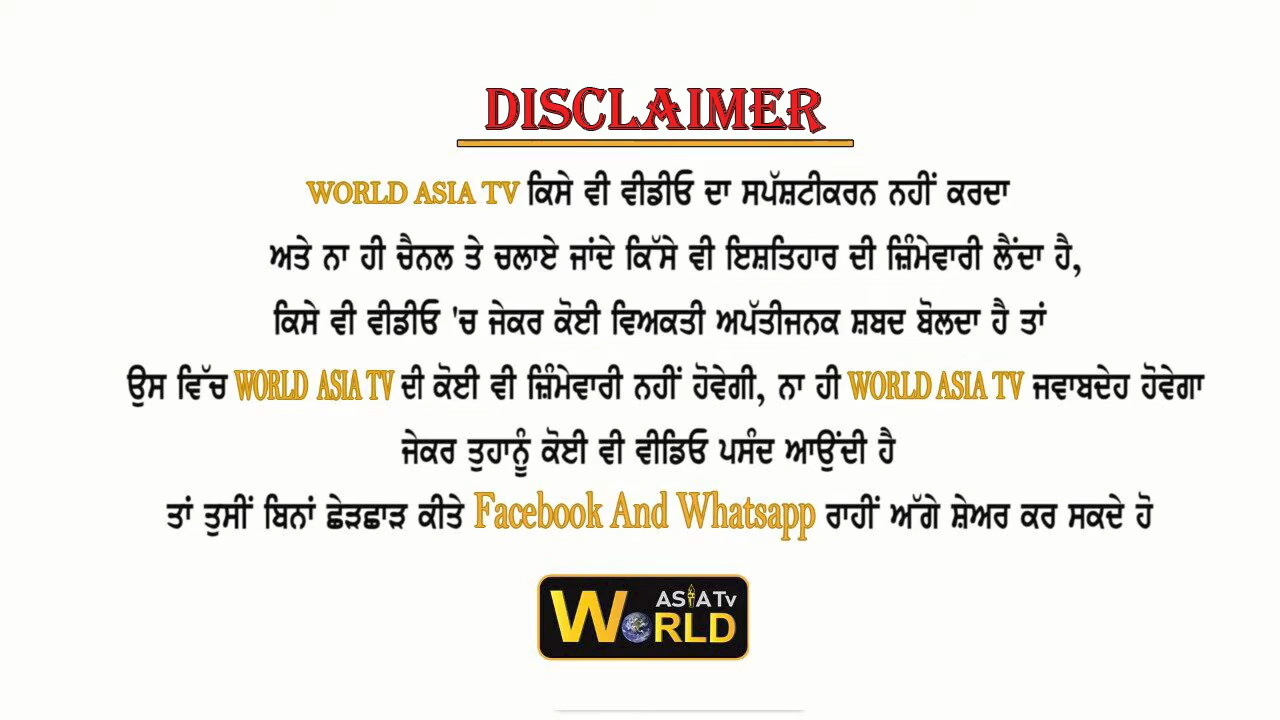 DISCLAIMER
WORLD ASIA TV ਕਿਸੇ ਵੀ ਵੀਡੀਓ ਦਾ ਸਪੱਸ਼ਟੀਕਰਨ ਨਹੀਂ ਕਰਦਾ
ਅਤੇ ਨਾ ਹੀ ਚੈਨਲ ਤੇ ਚਲਾਏ ਜਾਂਦੇ ਕਿੱਸੇ ਵੀ ਇਸ਼ਤਿਹਾਰ ਦੀ ਜ਼ਿੰਮੇਵਾਰੀ ਲੈਂਦਾ ਹੈ,
ਕਿਸੇ ਵੀ ਵੀਡੀਓ 'ਚ ਜੇਕਰ ਕੋਈ ਵਿਅਕਤੀ ਅਪੱਤੀਜਨਕ ਸ਼ਬਦ ਬੋਲਦਾ ਹੈ ਤਾਂ
ਉਸ ਵਿੱਚ WORLD ASIA TV ਦੀ ਕੋਈ ਵੀ ਜ਼ਿੰਮੇਵਾਰੀ ਨਹੀਂ ਹੋਵੇਗੀ, ਨਾ ਹੀ WORLD ASIA TV ਜਵਾਬਦੇਹ ਹੋਵੇਗਾ
ਜੇਕਰ ਤੁਹਾਨੂੰ ਕੋਈ ਵੀ ਵੀਡਿਓ ਪਸੰਦ ਆਉਂਦੀ ਹੈ
ਤਾਂ ਤੁਸੀਂ ਬਿਨਾਂ ਛੇੜਛਾੜ ਕੀਤੇ Facebook And Whatsapp ਰਾਹੀਂ ਅੱਗੇ ਸ਼ੇਅਰ ਕਰ ਸਕਦੇ ਹੋ
ASIA TV
WORLD